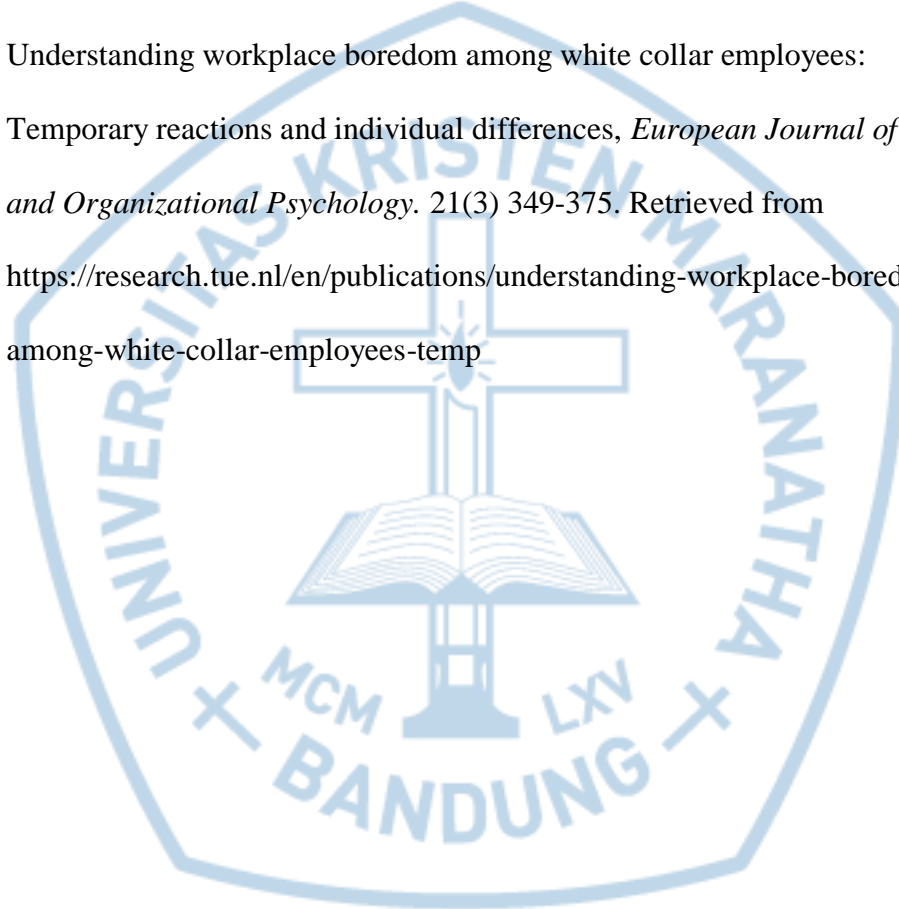 Understanding workplace boredom among white collar employees:
Temporary reactions and individual differences, European Journal of
and Organizational Psychology. 21(3) 349-375. Retrieved from
https://research.tue.nl/en/publications/understanding-workplace-bored
among-white-collar-employees-temp
UNIVERSITAS KRISTEN MARANATHA
MCM LXV
BANDUNG